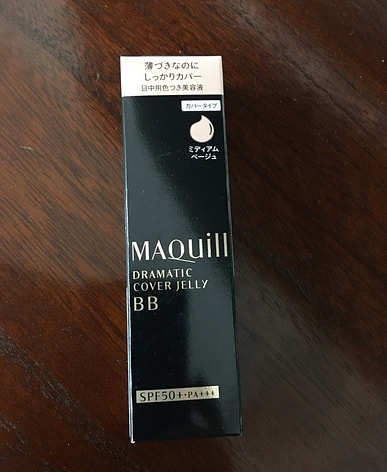 薄づきなのに
しっかりカバー
日中用色つき美容液
カバータイプ
ミディアム
ベージュ
MAQuill
DRAMATIC
COVER JELLY
BB
SPF50+・PA+++